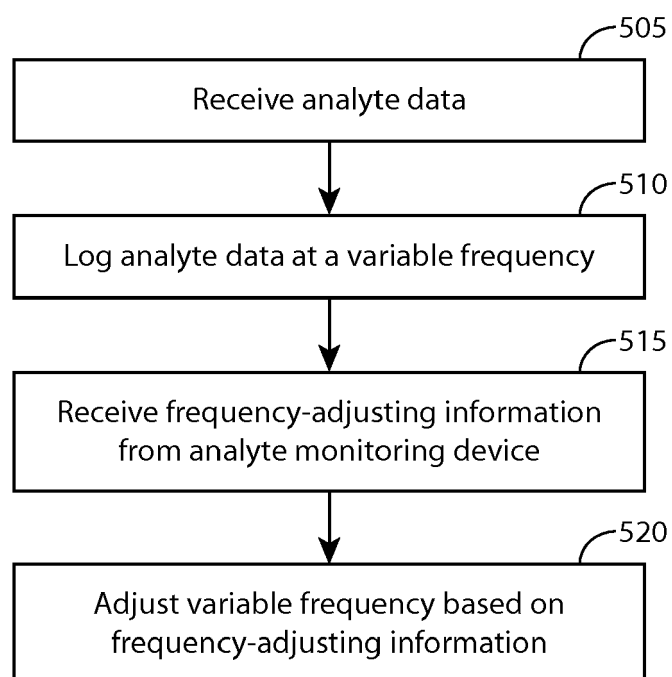 505
Receive analyte data
510
Log analyte data at a variable frequency
515
Receive frequency-adjusting information
from analyte monitoring device
520
Adjust variable frequency based on
frequency-adjusting information